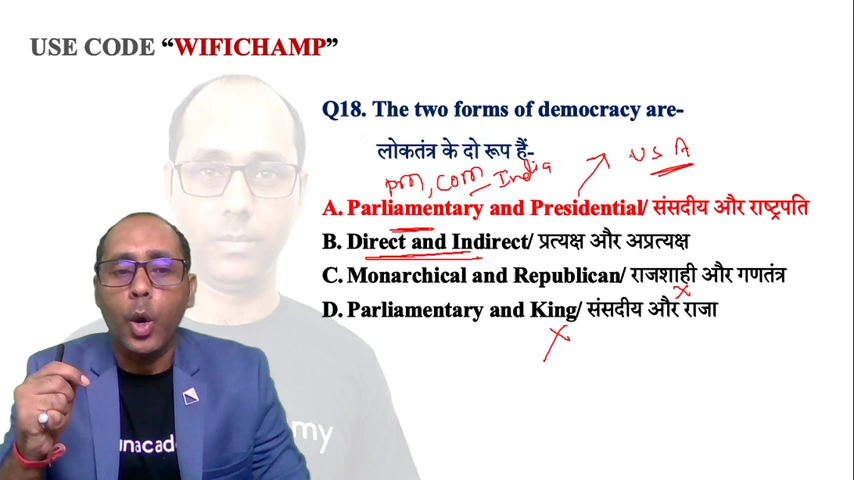 USE CODE “WIFICHAMP”
Q18. The two forms of democracy are-
लोकतंत्र के दो रूप हैं-
USA
PM, COM - India
A. Parliamentary and Presidential/ संसदीय और राष्ट्रपति
B. Direct and Indirect/ प्रत्यक्ष और अप्रत्यक्ष
C. Monarchical and Republican/ राजशाही और गणतंत्र
D. Parliamentary and King/ संसदीय और राजा
unacad
my